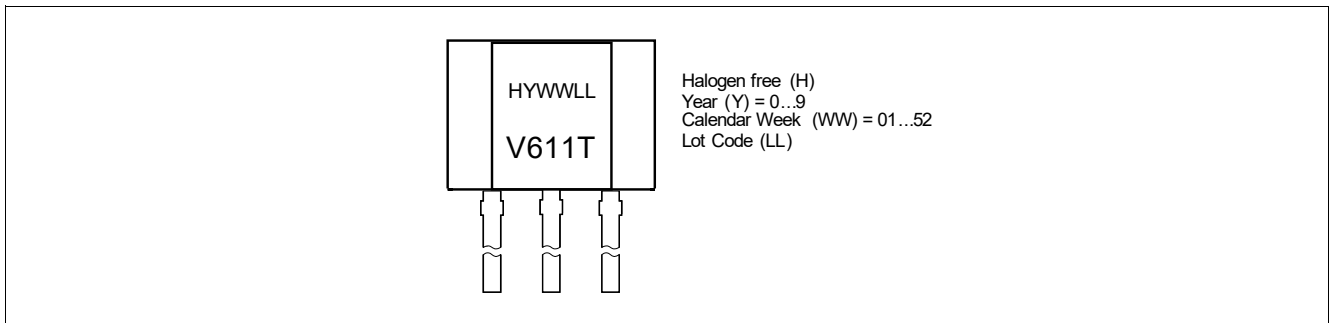 HYWWLL
V611T
Halogen free (H)
Year (Y) = 0...9
Calendar Week (WW) = 01...52
Lot Code (LL)